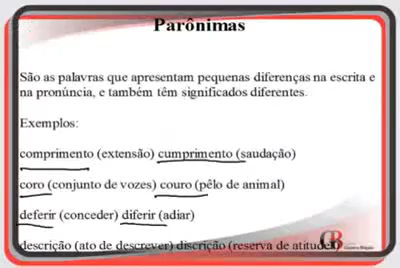 Parônimas
São as palavras que apresentam pequenas diferenças na escrita e
na pronúncia, e também têm significados diferentes.
Exemplos:
comprimento (extensão) cumprimento (saudação)
coro (conjunto de vozes) couro (pêlo de animal)
deferir (conceder) diferir (adiar)
descrição (ato de descrever) discrição (reserva de atitude)